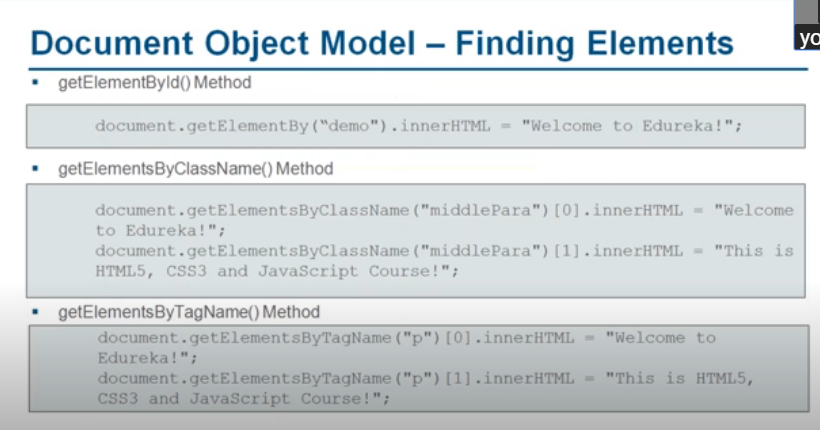 Document Object Model – Finding Elements
yo
▪ getElementById() Method
document.getElementBy(“demo").innerHTML = "Welcome to Edureka!";
▪ getElementsByClassName() Method
document.getElementsByClassName("middlePara")[0].innerHTML = "Welcome
to Edureka!";
document.getElementsByClassName("middlePara")[1].innerHTML = "This is
HTML5, CSS3 and JavaScript Course!";
▪ getElementsByTagName() Method
document.getElementsByTagName("p")[0].innerHTML = "Welcome to
Edureka!";
document.getElementsByTagName("p")[1].innerHTML = "This is HTML5,
CSS3 and JavaScript Course!";